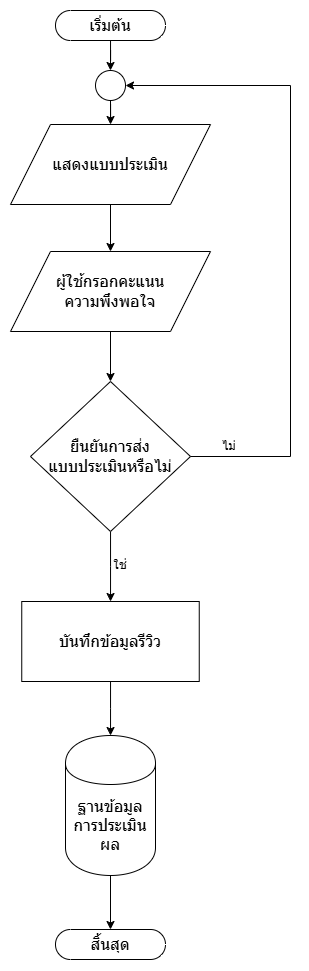 เริ่มต้น
แสดงแบบประเมิน
ผู้ใช้กรอกคะแนน
ความพึงพอใจ
ยืนยันการส่ง
แบบประเมินหรือไม่
ไม่
ใช่
บันทึกข้อมูลรีวิว
ฐานข้อมูล
การประเมิน
ผล
สิ้นสุด